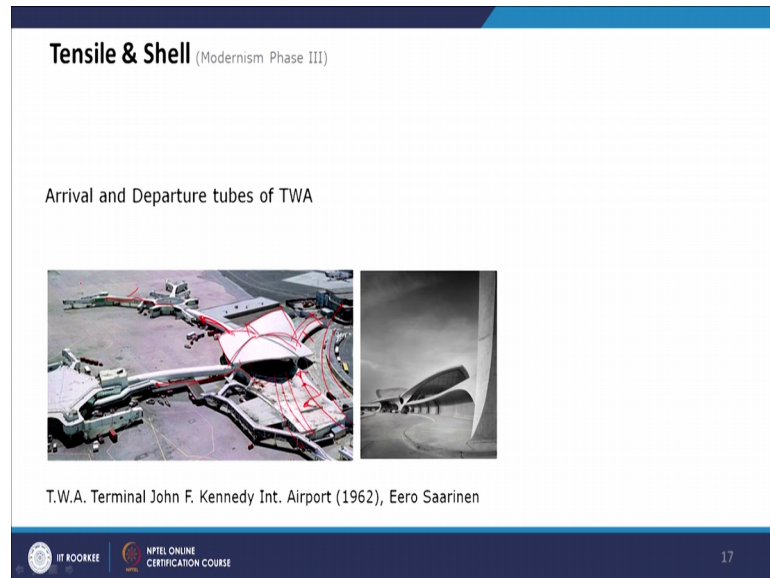 Tensile & Shell (Modernism Phase III)
Arrival and Departure tubes of TWA
T.W.A. Terminal John F. Kennedy Int. Airport (1962), Eero Saarinen
IIT ROORKEE
NPTEL ONLINE
CERTIFICATION COURSE
17